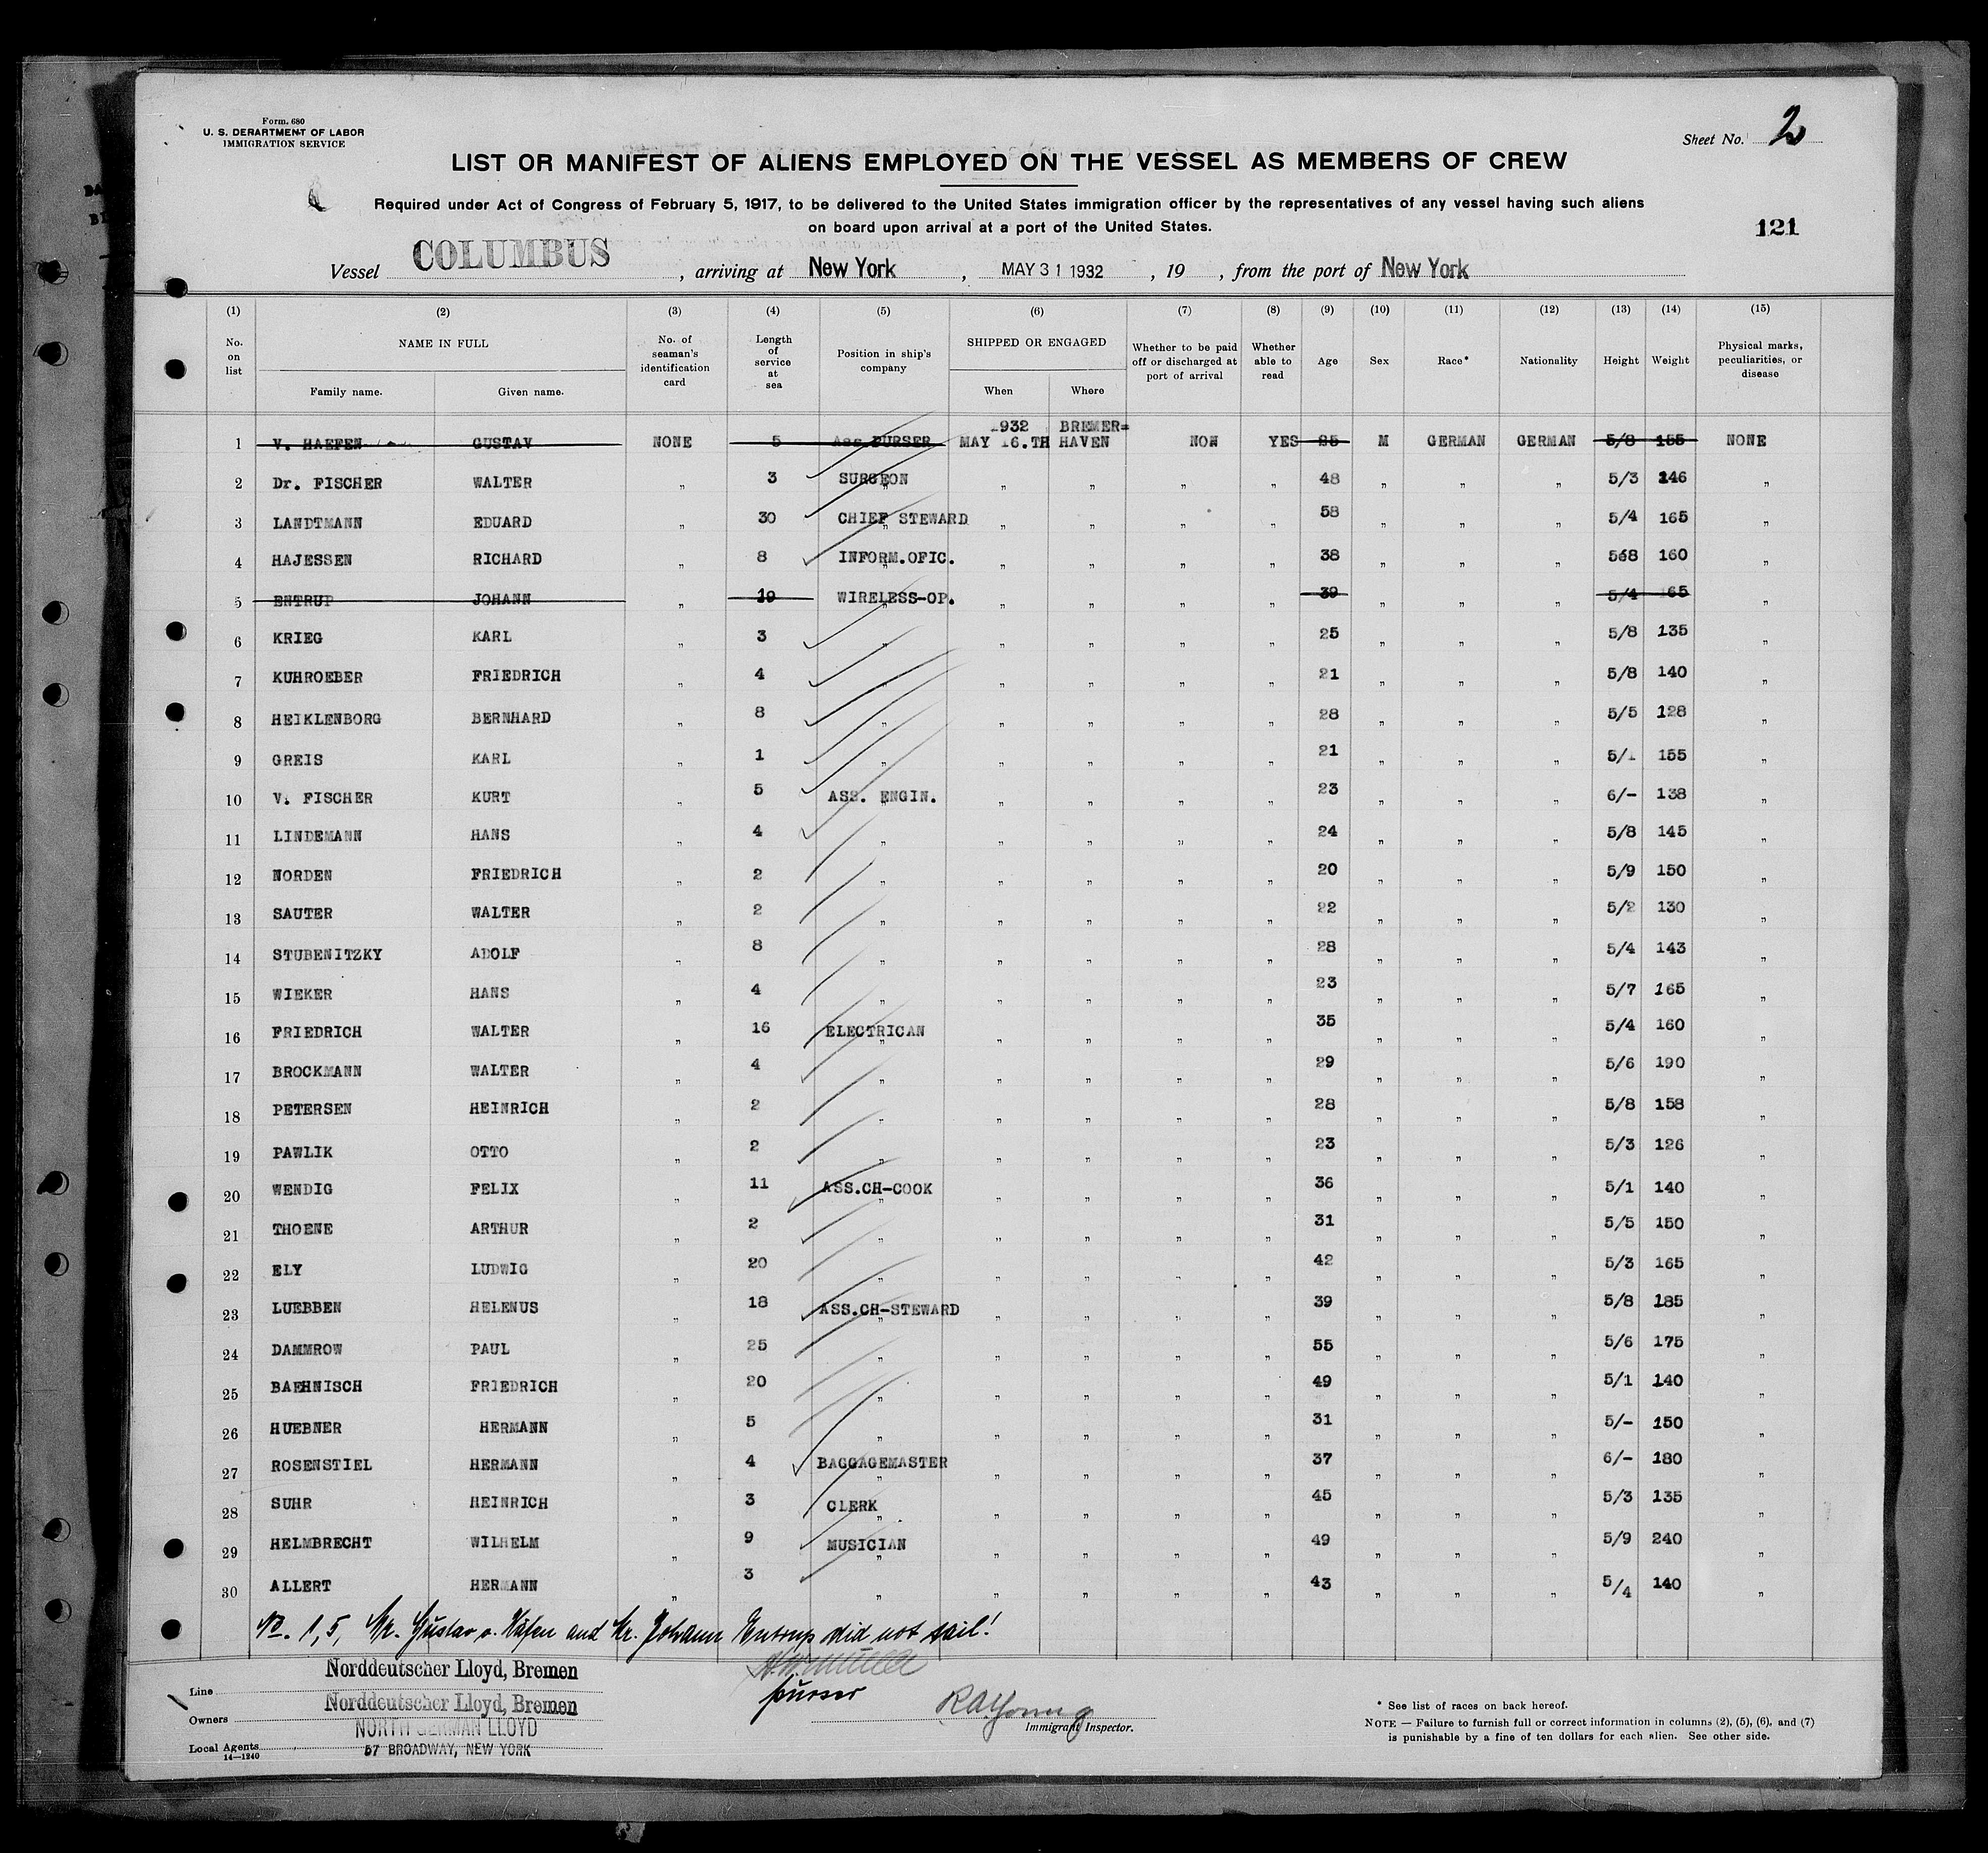 Form. 680
U. S. DEPARTMENT OF LABOR
IMMIGRATION SERVICE
Sheet No. 2
LIST OR MANIFEST OF ALIENS EMPLOYED ON THE VESSEL AS MEMBERS OF CREW
Required under Act of Congress of February 5, 1917, to be delivered to the United States immigration officer by the representatives of any vessel having such aliens
on board upon arrival at a port of the United States.
121
Vessel COLUMBUS , arriving at New York , MAY 31 1932 , 19 , from the port of New York
(1) (2) (3) (4) (5) (6) (7) (8) (9) (10) (11) (12) (13) (14) (15)
No. on list NAME IN FULL Family name. Given name. No. of seaman's identification card Length of service at sea Position in ship's company SHIPPED OR ENGAGED When Where Whether to be paid off or discharged at port of arrival Whether able to read Age Sex Race* Nationality Height Weight Physical marks, peculiarities, or disease
1 V. HAEFEN GUSTAV NONE 5 Ass.PURSER 1932 MAY 16.TH BREMER= HAVEN NON YES 25 M GERMAN GERMAN 5/8 155 NONE
2 Dr. FISCHER WALTER " 3 SURGEON " " " " 48 " " " 5/3 146 "
3 LANDTMANN EDUARD " 30 CHIEF STEWARD " " " " 58 " " " 5/4 165 "
4 HAJESSEN RICHARD " 8 INFORM.OFIC. " " " " 38 " " " 568 160 "
5 ENTRUP JOHANN " 19 WIRELESS-OP. " " " " 39 " " " 5/4 165 "
6 KRIEG KARL " 3 " " " " " 25 " " " 5/8 135 "
7 KUHROEBER FRIEDRICH " 4 " " " " " 21 " " " 5/8 140 "
8 HEIKLENBORG BERNHARD " 8 " " " " " 28 " " " 5/5 128 "
9 GREIS KARL " 1 " " " " " 21 " " " 5/1 155 "
10 V. FISCHER KURT " 5 ASS. ENGIN. " " " " 23 " " " 6/- 138 "
11 LINDEMANN HANS " 4 " " " " " 24 " " " 5/8 145 "
12 NORDEN FRIEDRICH " 2 " " " " " 20 " " " 5/9 150 "
13 SAUTER WALTER " 2 " " " " " 22 " " " 5/2 130 "
14 STUBENITZKY ADOLF " 8 " " " " " 28 " " " 5/4 143 "
15 WIEKER HANS " 4 " " " " " 23 " " " 5/7 165 "
16 FRIEDRICH WALTER " 16 ELECTRICAN " " " " 35 " " " 5/4 160 "
17 BROCKMANN WALTER " 4 " " " " " 29 " " " 5/6 190 "
18 PETERSEN HEINRICH " 2 " " " " " 28 " " " 5/8 158 "
19 PAWLIK OTTO " 2 " " " " " 23 " " " 5/3 126 "
20 WENDIG FELIX " 11 ASS.CH-COOK " " " " 36 " " " 5/1 140 "
21 THOENE ARTHUR " 2 " " " " " 31 " " " 5/5 150 "
22 ELY LUDWIG " 20 " " " " " 42 " " " 5/3 165 "
23 LUEBBEN HELENUS " 18 ASS.CH-STEWARD " " " " 39 " " " 5/8 185 "
24 DAMMROW PAUL " 25 " " " " " 55 " " " 5/6 175 "
25 BAEHNISCH FRIEDRICH " 20 " " " " " 49 " " " 5/1 140 "
26 HUEBNER HERMANN " 5 " " " " " 31 " " " 5/- 150 "
27 ROSENSTIEL HERMANN " 4 BAGGAGEMASTER " " " " 37 " " " 6/- 180 "
28 SUHR HEINRICH " 3 CLERK " " " " 45 " " " 5/3 135 "
29 HELMBRECHT WILHELM " 9 MUSICIAN " " " " 49 " " " 5/9 240 "
30 ALLERT HERMANN " 3 " " " " " 43 " " " 5/4 140 "
No. 1,5, Mr. Gustav v. Häfen and Mr. Johann Entrup did not sail!
Line Norddeutscher Lloyd, Bremen
purser
Owners Norddeutscher Lloyd, Bremen
NORTH GERMAN LLOYD
Local Agents 57 BROADWAY, NEW YORK
14—1240
R A Young
Immigrant Inspector.
* See list of races on back hereof.
NOTE — Failure to furnish full or correct information in columns (2), (5), (6), and (7)
is punishable by a fine of ten dollars for each alien. See other side.